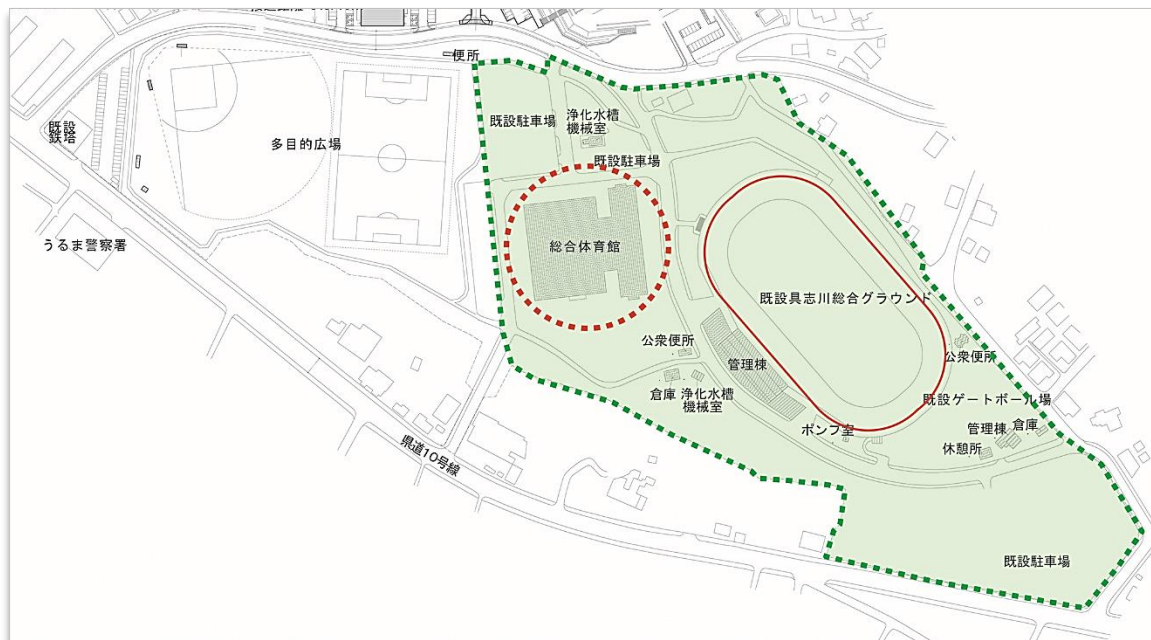 便所
既設駐車場
浄化水槽
機械室
既設
鉄塔
多目的広場
既設駐車場
うるま警察署
総合体育館
既設具志川総合グラウンド
公衆便所
公衆便所
管理棟
倉庫
浄化水槽
機械室
既設ゲートボール場
ポンプ室
管理棟
倉庫
休憩所
県道10号線
既設駐車場